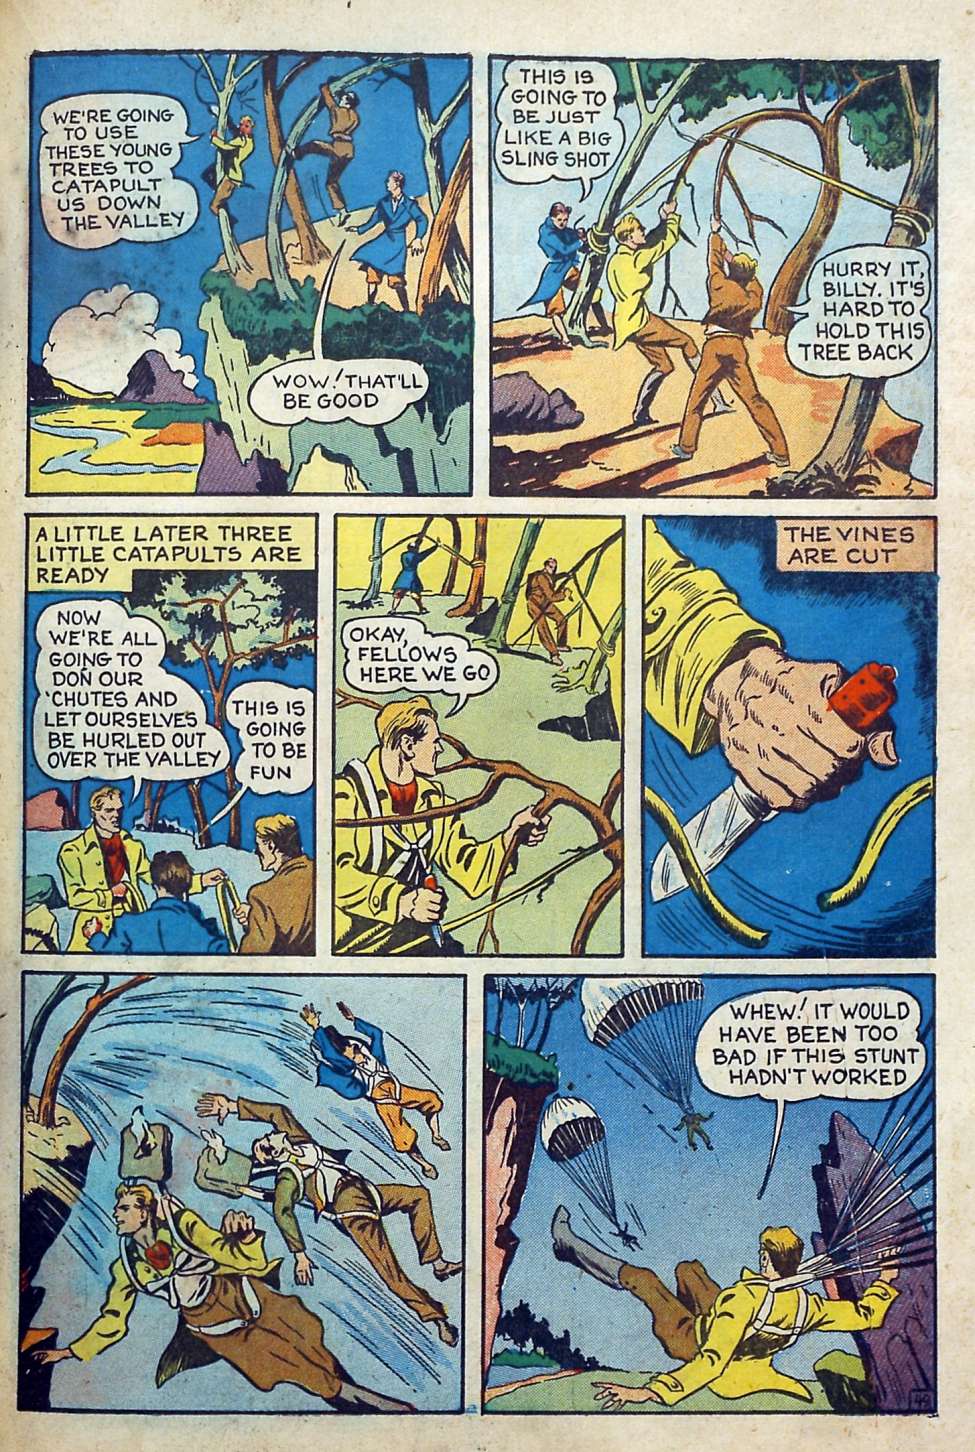 WE'RE GOING
TO USE
THESE YOUNG
TREES TO
CATAPULT
US DOWN
THE VALLEY
WOW! THAT'LL
BE GOOD
THIS IS
GOING TO
BE JUST
LIKE A BIG
SLING SHOT
HURRY IT,
BILLY. IT'S
HARD TO
HOLD THIS
TREE BACK
A LITTLE LATER THREE
LITTLE CATAPULTS ARE
READY
NOW
WE'RE ALL
GOING TO
DON OUR
'CHUTES AND
LET OURSELVES
BE HURLED OUT
OVER THE VALLEY
THIS IS
GOING
TO BE
FUN
OKAY,
FELLOWS
HERE WE GO
THE VINES
ARE CUT
WHEW! IT WOULD
HAVE BEEN TOO
BAD IF THIS STUNT
HADN'T WORKED